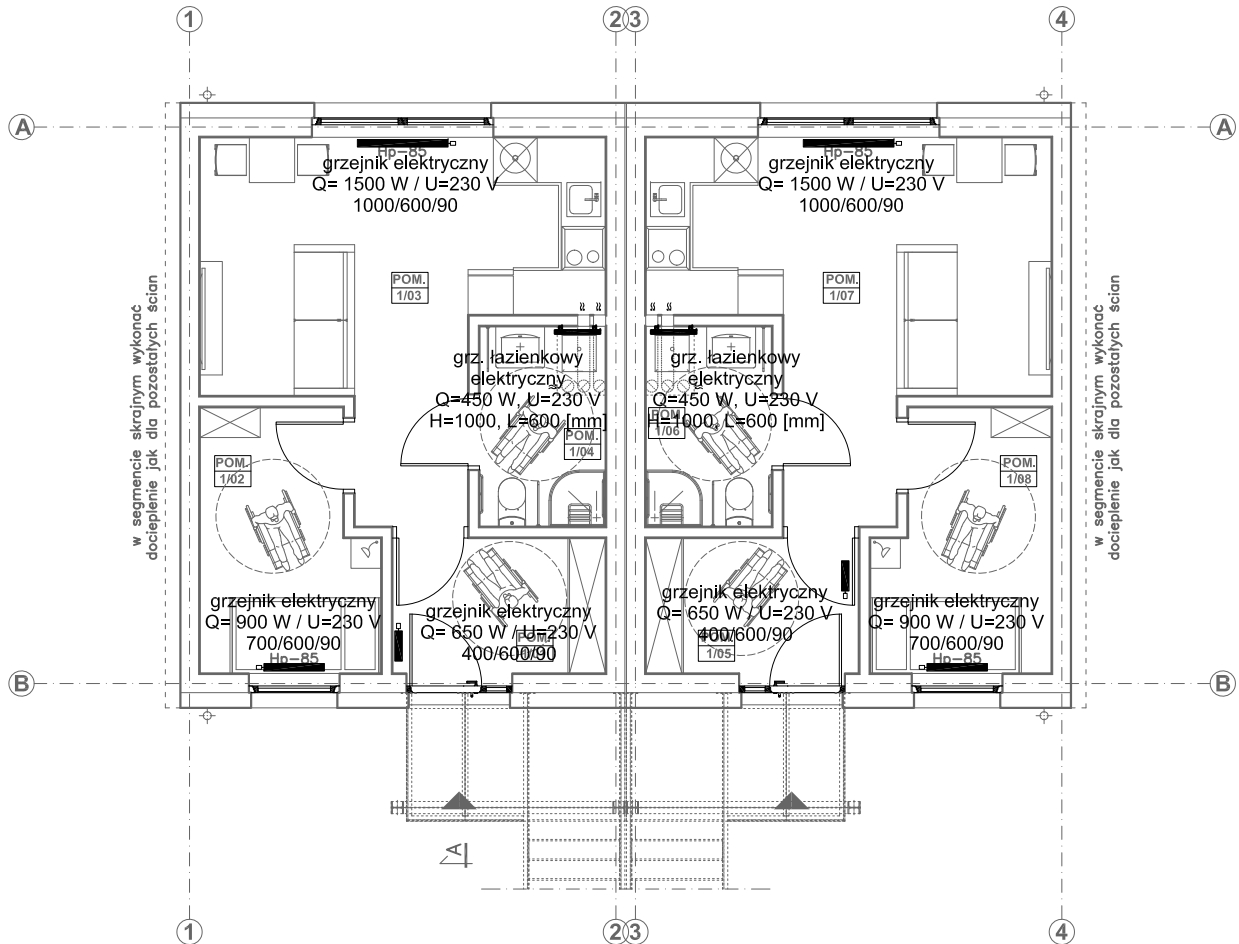 1
2
3
4
A
A
Hp-85
grzejnik elektryczny
Q= 1500 W / U=230 V
1000/600/90
Hp-85
grzejnik elektryczny
Q= 1500 W / U=230 V
1000/600/90
POM.
1/03
POM.
1/07
w segmencie skrajnym wykonać
docieplenie jak dla pozostałych ścian
w segmencie skrajnym wykonać
docieplenie jak dla pozostałych ścian
grz. łazienkowy
elektryczny
Q=450 W, U=230 V
H=1000, L=600 [mm]
grz. łazienkowy
elektryczny
Q=450 W, U=230 V
H=1000, L=600 [mm]
POM.
1/04
POM.
1/06
POM.
1/02
POM.
1/08
grzejnik elektryczny
Q= 900 W / U=230 V
700/600/90
Hp-85
grzejnik elektryczny
Q= 650 W / U=230 V
400/600/90
POM.
grzejnik elektryczny
Q= 650 W / U=230 V
400/600/90
POM.
1/05
grzejnik elektryczny
Q= 900 W / U=230 V
700/600/90
Hp-85
B
B
A
1
2
3
4